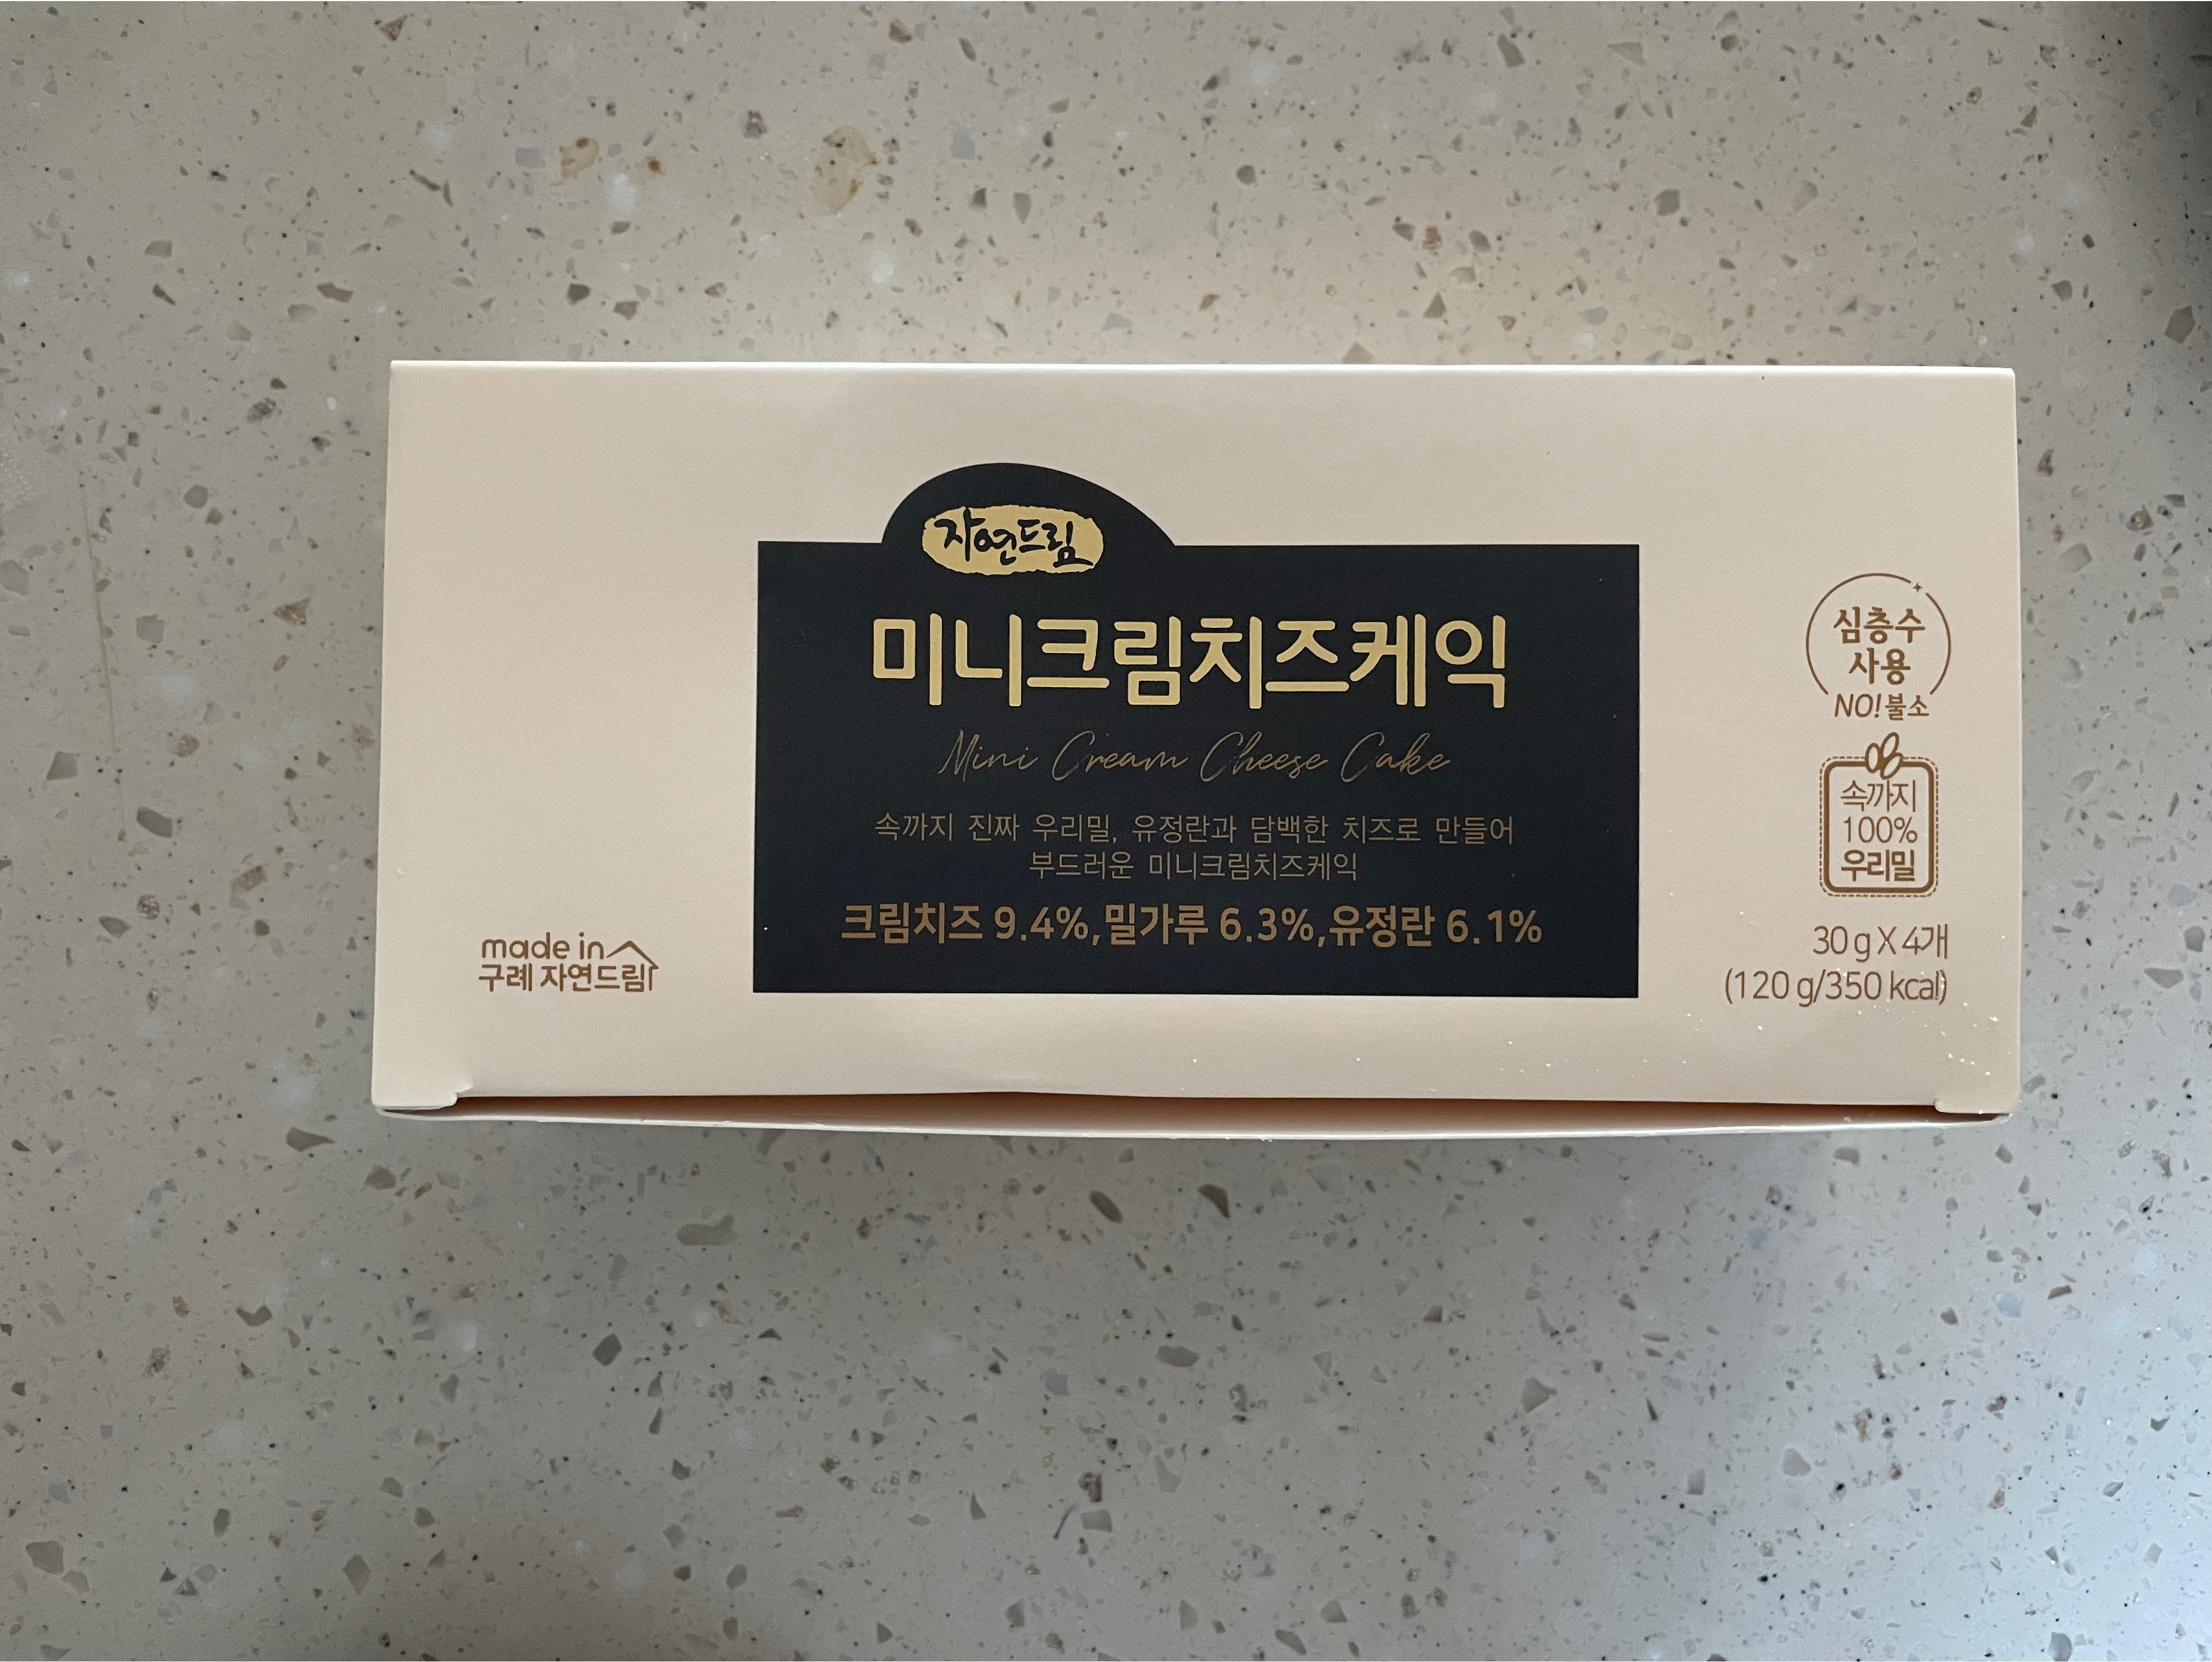 자연드림
미니크림치즈케익
Mini Cream Cheese Cake
속까지 진짜 우리밀, 유정란과 담백한 치즈로 만들어
부드러운 미니크림치즈케익
크림치즈 9.4%,밀가루 6.3%,유정란 6.1%
made in
구례 자연드림
심층수
사용
NO!불소
속까지
100%
우리밀
30 g X 4개
(120 g/350 kcal)